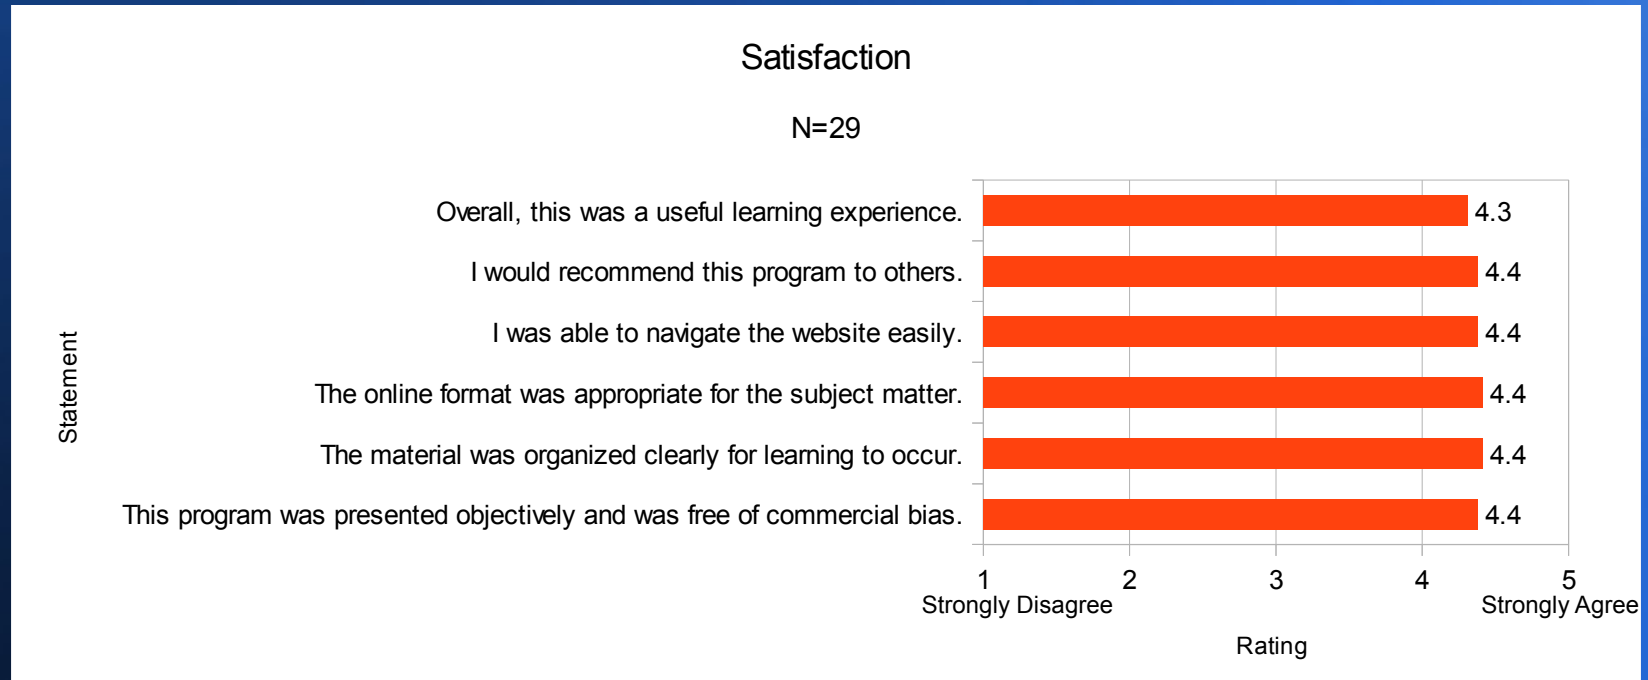 Satisfaction
N=29
Overall, this was a useful learning experience. 4.3
I would recommend this program to others. 4.4
I was able to navigate the website easily. 4.4
The online format was appropriate for the subject matter. 4.4
The material was organized clearly for learning to occur. 4.4
This program was presented objectively and was free of commercial bias. 4.4
Statement
1 2 3 4 5
Strongly Disagree Strongly Agree
Rating